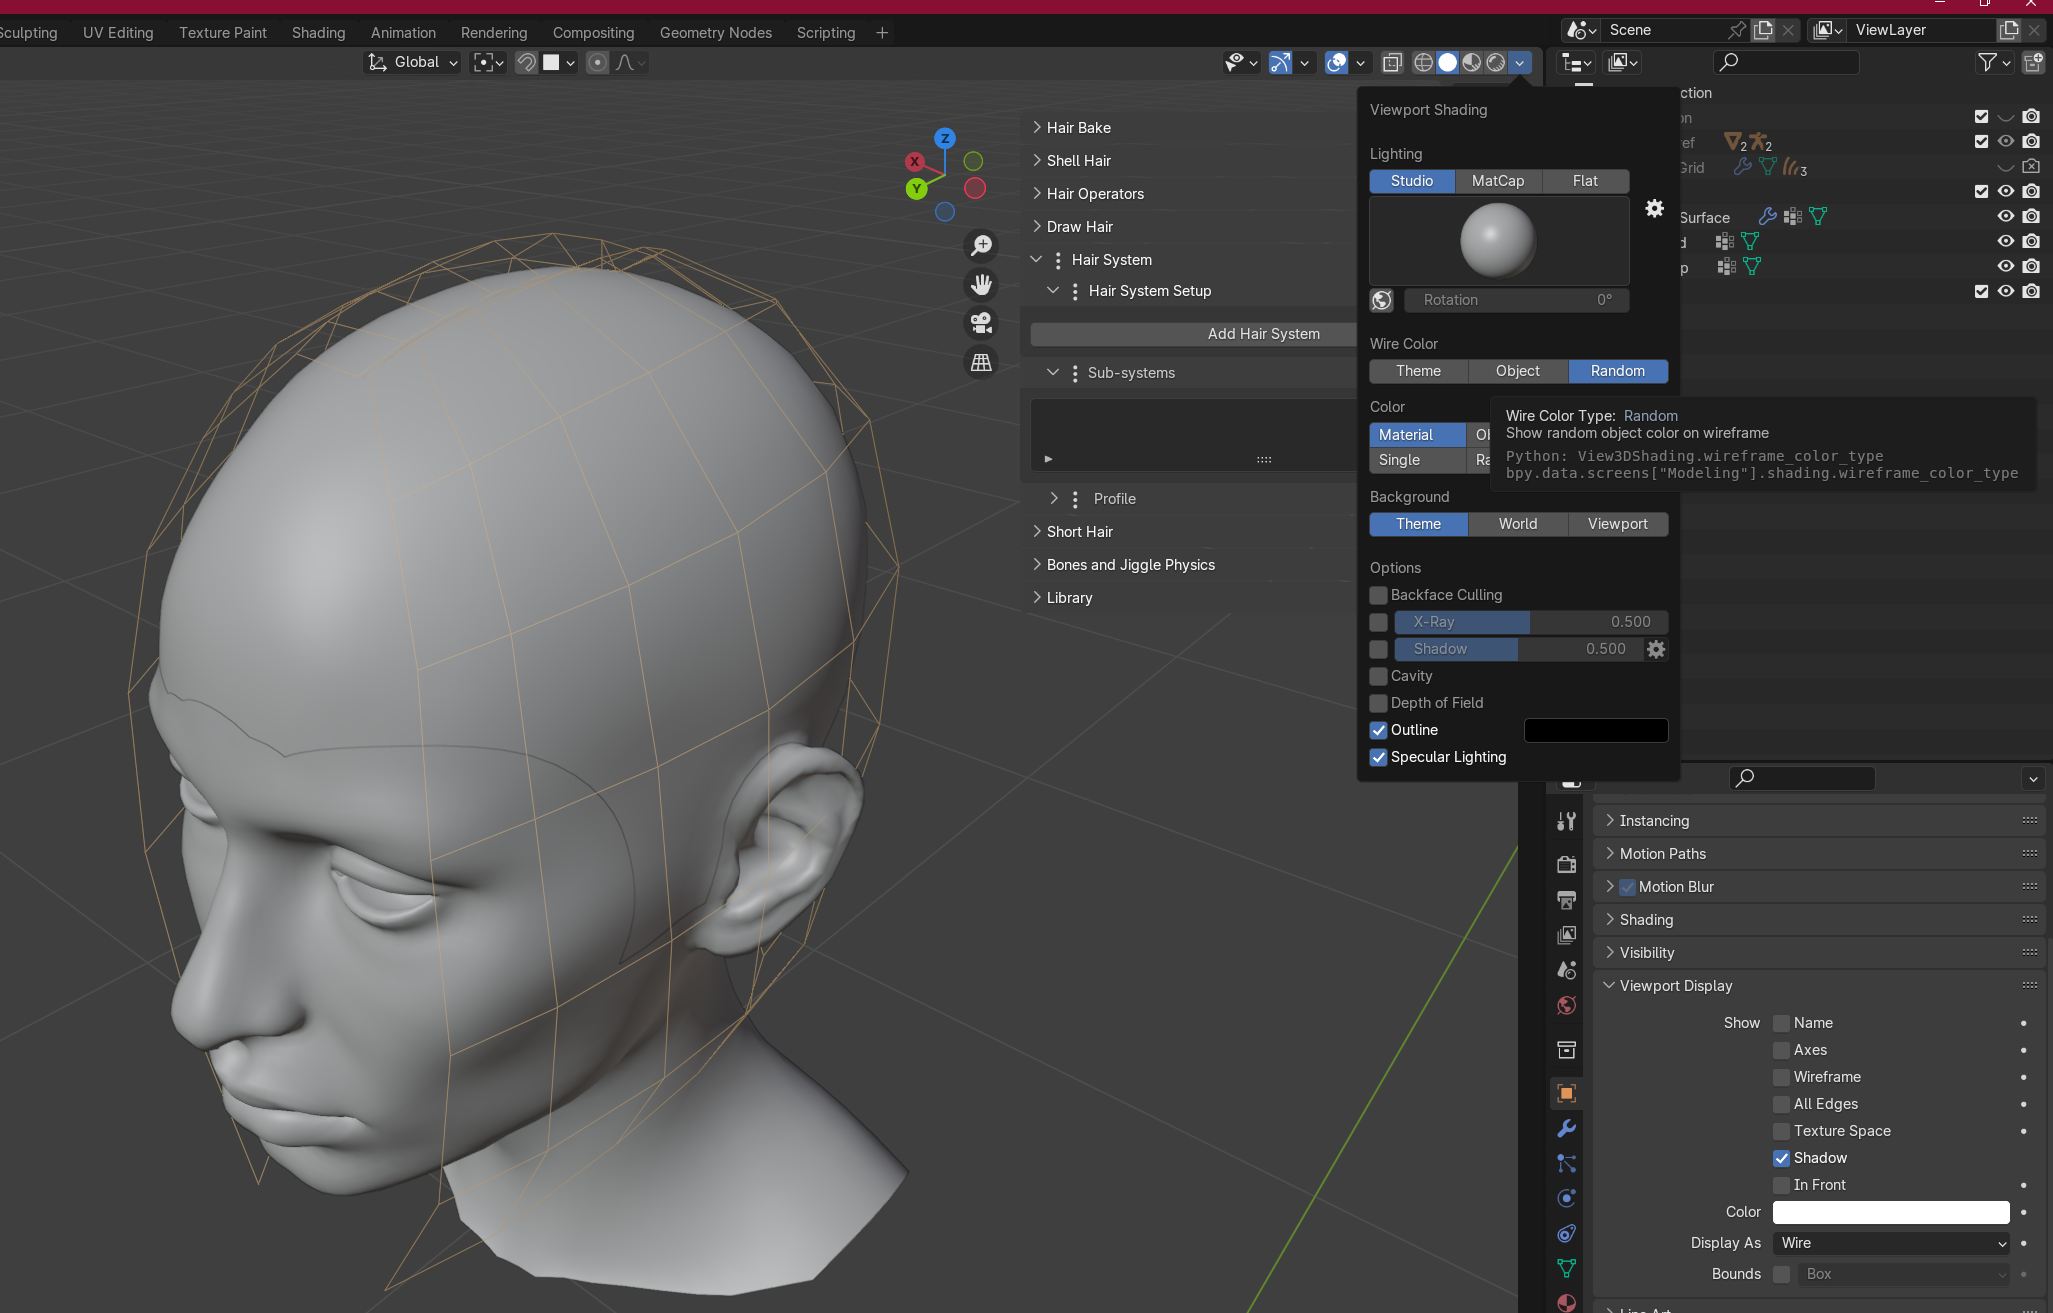 Sculpting UV Editing Texture Paint Shading Animation Rendering Compositing Geometry Nodes Scripting +
Scene
ViewLayer
Global
Z
X
Y
Hair Bake
Shell Hair
Hair Operators
Draw Hair
Hair System
Hair System Setup
Add Hair System
Sub-systems
Profile
Short Hair
Bones and Jiggle Physics
Library
Viewport Shading
Lighting
Studio MatCap Flat
Rotation 0°
Wire Color
Theme Object Random
Color
Material Ob
Single Ra
Wire Color Type: Random
Show random object color on wireframe
Python: View3DShading.wireframe_color_type
bpy.data.screens["Modeling"].shading.wireframe_color_type
Background
Theme World Viewport
Options
Backface Culling
X-Ray 0.500
Shadow 0.500
Cavity
Depth of Field
Outline
Specular Lighting
ction
on
ef 2 2
Grid 3
Surface
d
p
Instancing
Motion Paths
Motion Blur
Shading
Visibility
Viewport Display
Show Name
Axes
Wireframe
All Edges
Texture Space
Shadow
In Front
Color
Display As Wire
Bounds Box
Line Art